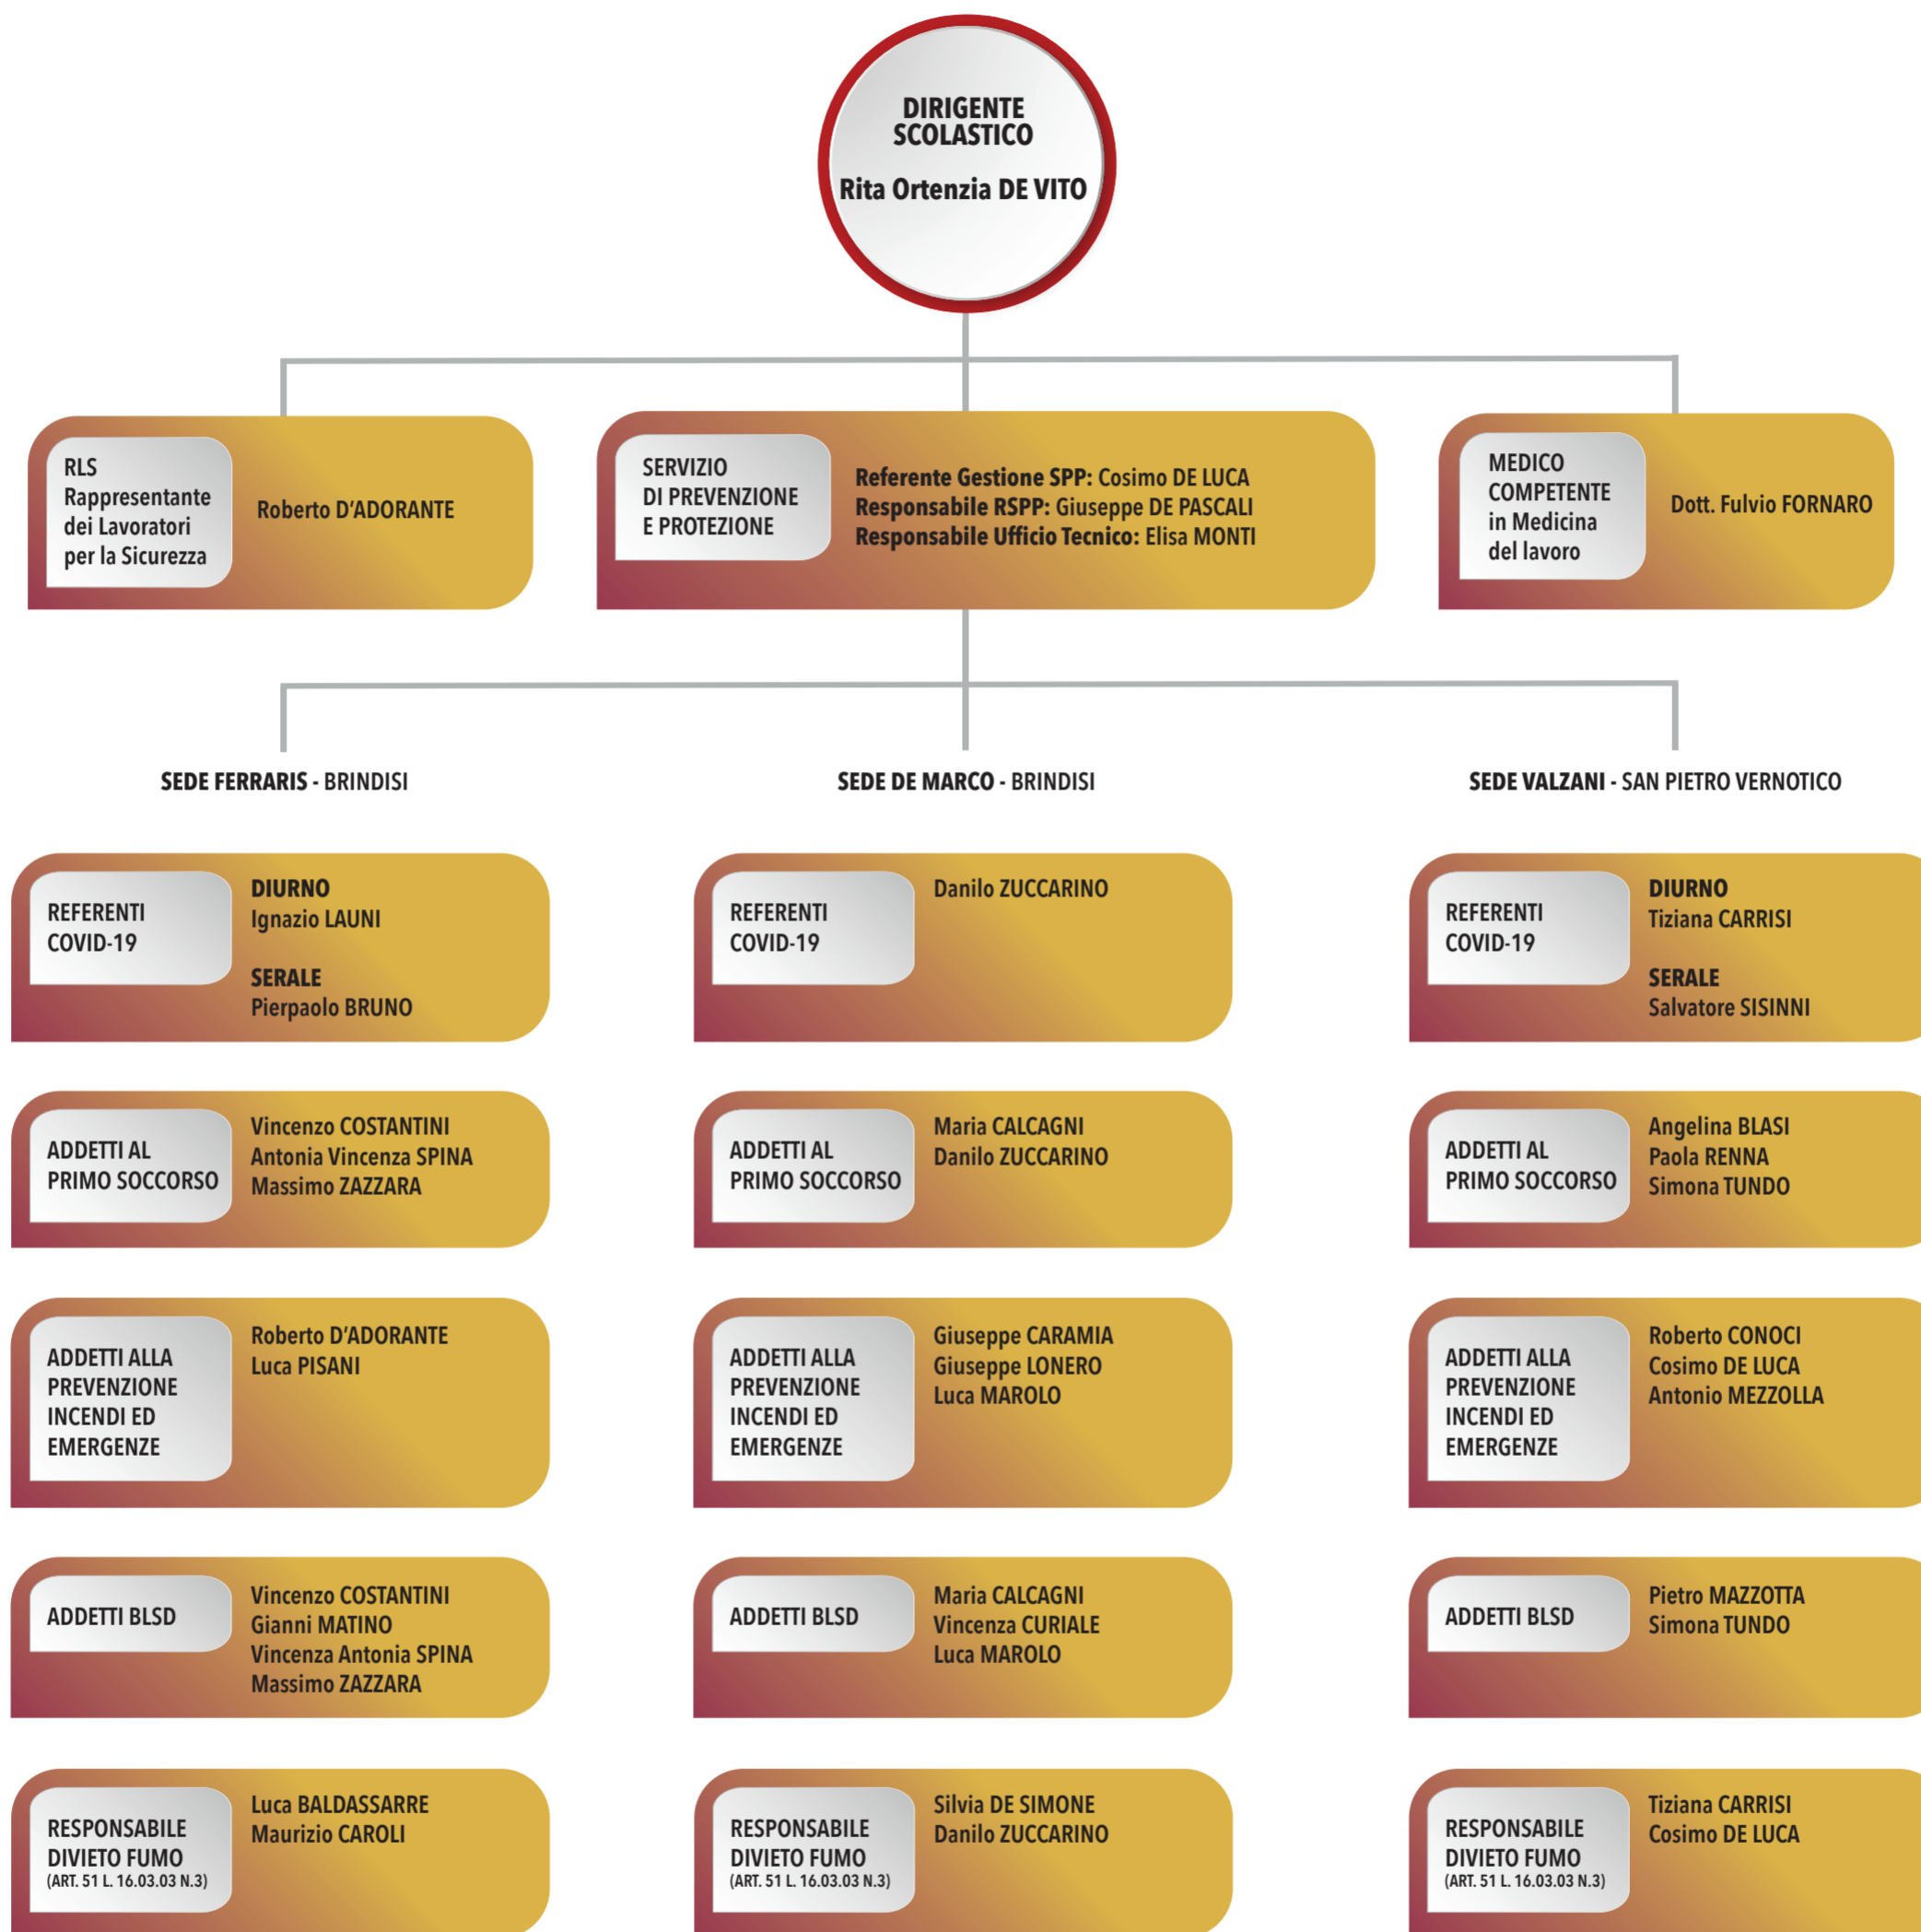 DIRIGENTE
SCOLASTICO
Rita Ortenzia DE VITO
RLS
Rappresentante
dei Lavoratori
per la Sicurezza
Roberto D'ADORANTE
SERVIZIO
DI PREVENZIONE
E PROTEZIONE
Referente Gestione SPP: Cosimo DE LUCA
Responsabile RSPP: Giuseppe DE PASCALI
Responsabile Ufficio Tecnico: Elisa MONTI
MEDICO
COMPETENTE
in Medicina
del lavoro
Dott. Fulvio FORNARO
SEDE FERRARIS - BRINDISI
REFERENTI
COVID-19
DIURNO
Ignazio LAUNI
SERALE
Pierpaolo BRUNO
ADDETTI AL
PRIMO SOCCORSO
Vincenzo COSTANTINI
Antonia Vincenza SPINA
Massimo ZAZZARA
ADDETTI ALLA
PREVENZIONE
INCENDI ED
EMERGENZE
Roberto D'ADORANTE
Luca PISANI
ADDETTI BLSD
Vincenzo COSTANTINI
Gianni MATINO
Vincenza Antonia SPINA
Massimo ZAZZARA
RESPONSABILE
DIVIETO FUMO
(ART. 51 L. 16.03.03 N.3)
Luca BALDASSARRE
Maurizio CAROLI
SEDE DE MARCO - BRINDISI
REFERENTI
COVID-19
Danilo ZUCCARINO
ADDETTI AL
PRIMO SOCCORSO
Maria CALCAGNI
Danilo ZUCCARINO
ADDETTI ALLA
PREVENZIONE
INCENDI ED
EMERGENZE
Giuseppe CARAMIA
Giuseppe LONERO
Luca MAROLO
ADDETTI BLSD
Maria CALCAGNI
Vincenza CURIALE
Luca MAROLO
RESPONSABILE
DIVIETO FUMO
(ART. 51 L. 16.03.03 N.3)
Silvia DE SIMONE
Danilo ZUCCARINO
SEDE VALZANI - SAN PIETRO VERNOTICO
REFERENTI
COVID-19
DIURNO
Tiziana CARRISI
SERALE
Salvatore SISINNI
ADDETTI AL
PRIMO SOCCORSO
Angelina BLASI
Paola RENNA
Simona TUNDO
ADDETTI ALLA
PREVENZIONE
INCENDI ED
EMERGENZE
Roberto CONOCI
Cosimo DE LUCA
Antonio MEZZOLLA
ADDETTI BLSD
Pietro MAZZOTTA
Simona TUNDO
RESPONSABILE
DIVIETO FUMO
(ART. 51 L. 16.03.03 N.3)
Tiziana CARRISI
Cosimo DE LUCA